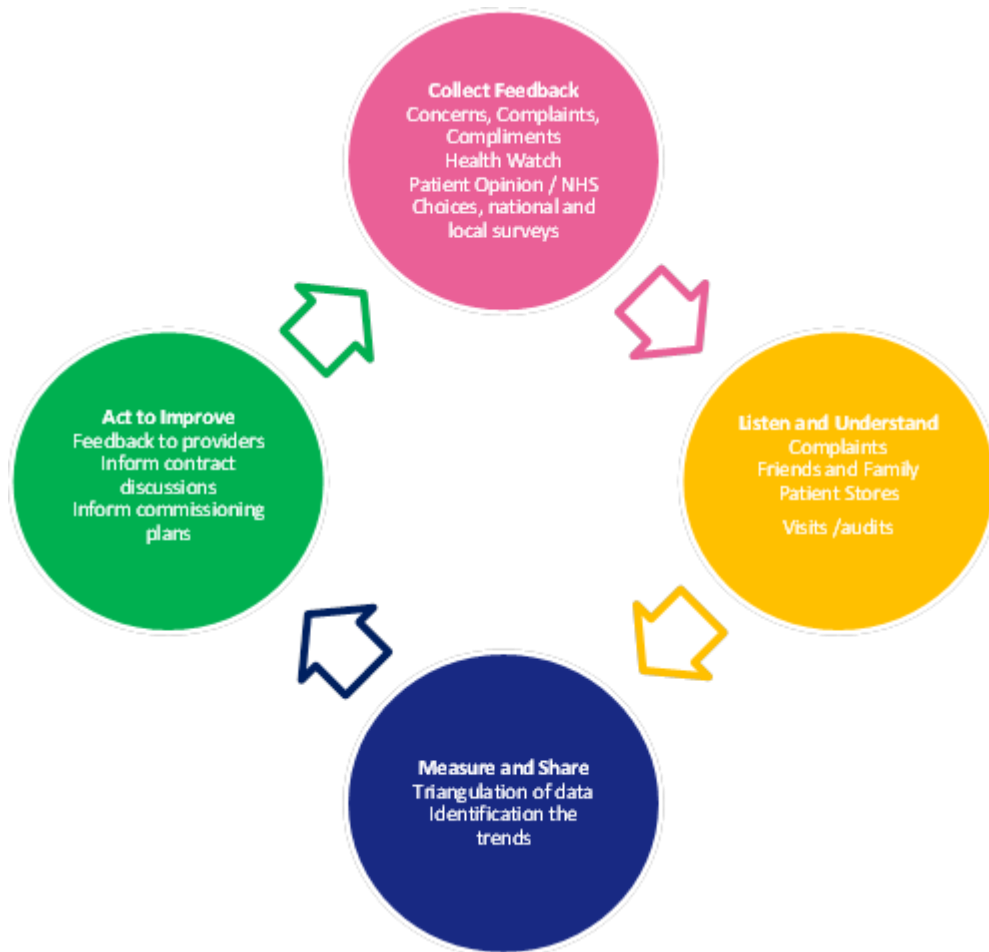 Collect Feedback
Concerns, Complaints,
Compliments
Health Watch
Patient Opinion / NHS
Choices, national and
local surveys
Listen and Understand
Complaints
Friends and Family
Patient Stores
Visits /audits
Measure and Share
Triangulation of data
Identification the
trends
Act to Improve
Feedback to providers
Inform contract
discussions
Inform commissioning
plans